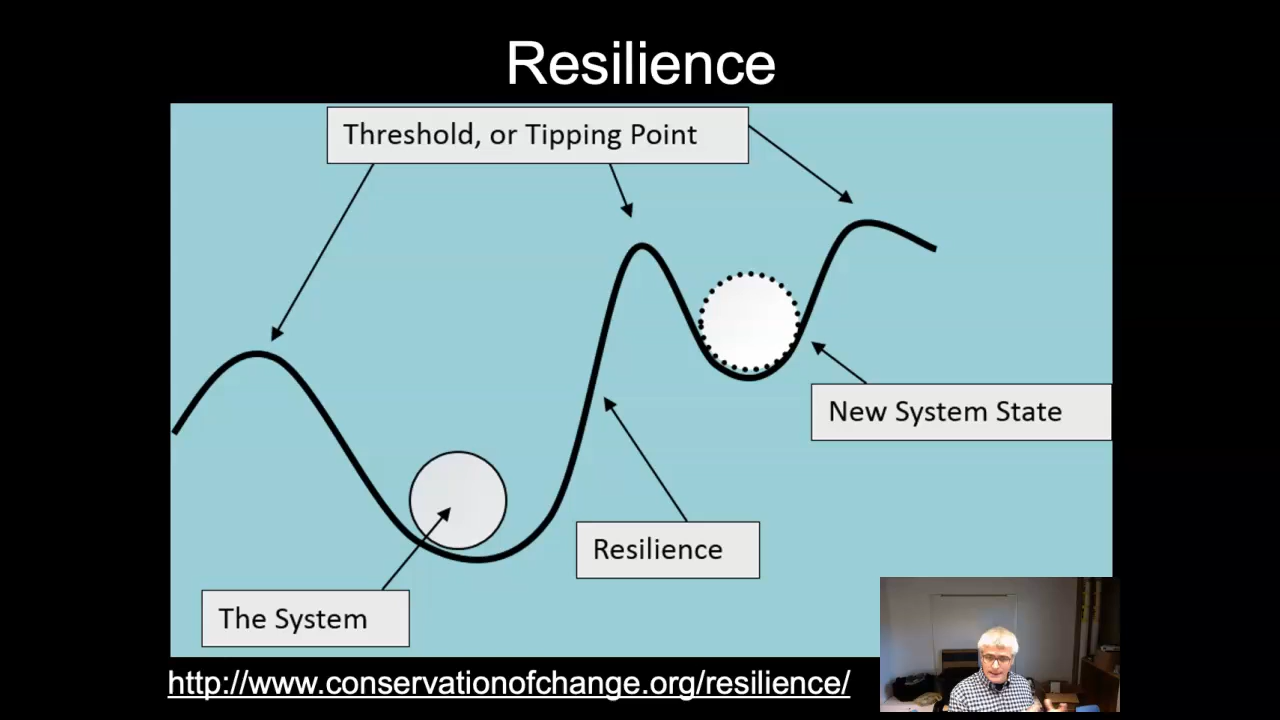 Resilience
Threshold, or Tipping Point
New System State
Resilience
The System
http://www.conservationofchange.org/resilience/